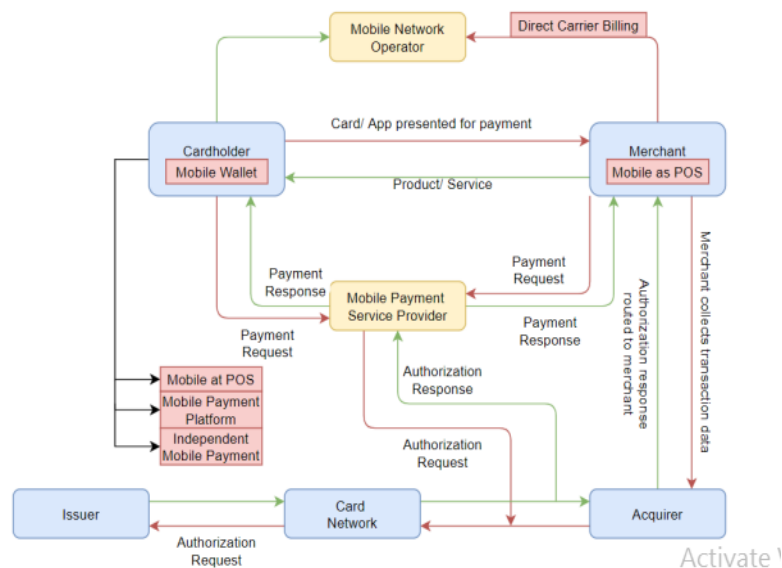 Mobile Network
Operator
Direct Carrier Billing
Card/ App presented for payment
Cardholder
Mobile Wallet
Merchant
Mobile as POS
Product/ Service
Payment
Response
Payment
Request
Mobile Payment
Service Provider
Payment
Request
Payment
Response
Authorization response
routed to merchant
Merchant collects transaction data
Authorization
Response
Mobile at POS
Mobile Payment
Platform
Independent
Mobile Payment
Authorization
Request
Issuer
Card
Network
Acquirer
Authorization
Request
Activate